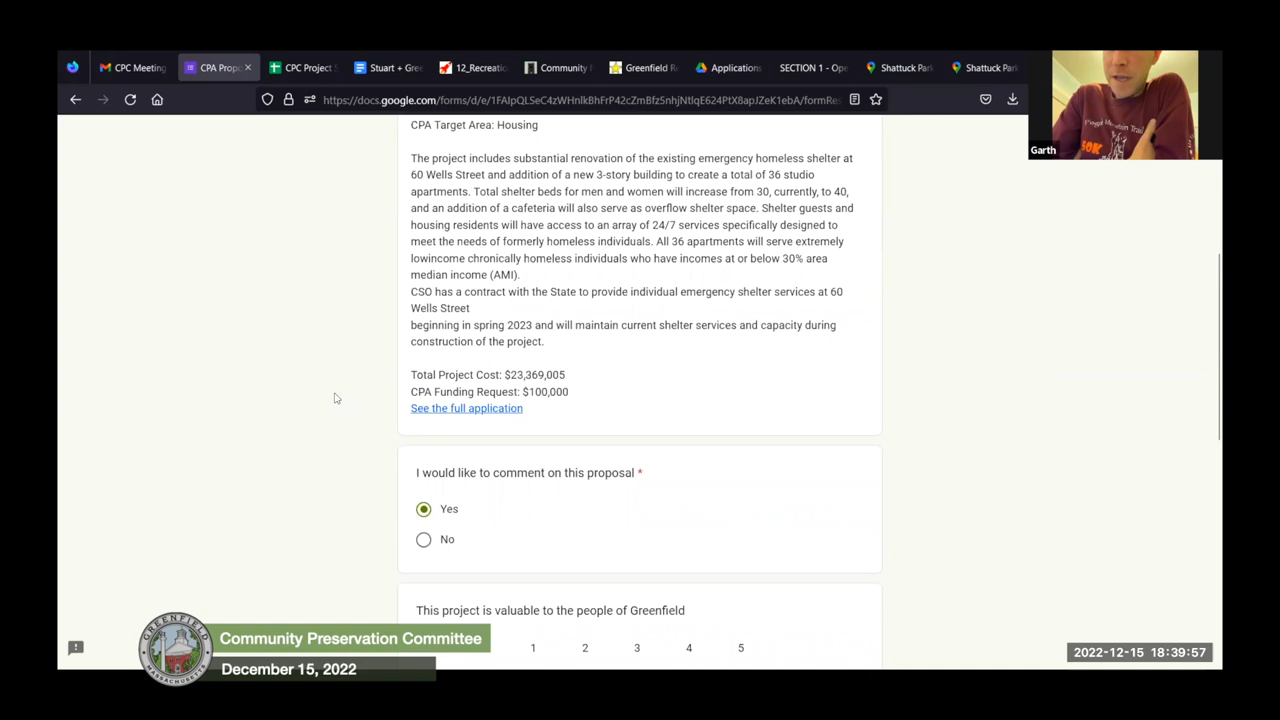 CPC Meeting
CPA Propo
CPC Project S
Stuart + Gree
12_Recreatio
Community P
Greenfield R
Applications
SECTION 1 - Ope
Shattuck Park
Shattuck Park
https://docs.google.com/forms/d/e/
CPA Target Area: Housing
The project includes substantial renovation of the existing emergency homeless shelter at
60 Wells Street and addition of a new 3-story building to create a total of 36 studio
apartments. Total shelter beds for men and women will increase from 30, currently, to 40,
and an addition of a cafeteria will also serve as overflow shelter space. Shelter guests and
housing residents will have access to an array of 24/7 services specifically designed to
meet the needs of formerly homeless individuals. All 36 apartments will serve extremely
lowincome chronically homeless individuals who have incomes at or below 30% area
median income (AMI).
CSO has a contract with the State to provide individual emergency shelter services at 60
Wells Street
beginning in spring 2023 and will maintain current shelter services and capacity during
construction of the project.
Total Project Cost: $23,369,005
CPA Funding Request: $100,000
See the full application
I would like to comment on this proposal *
Yes
No
This project is valuable to the people of Greenfield
1 2 3 4 5
Garth
50K
GREENFIELD
MASSACHUSETTS
Community Preservation Committee
December 15, 2022
2022-12-15 18:39:57